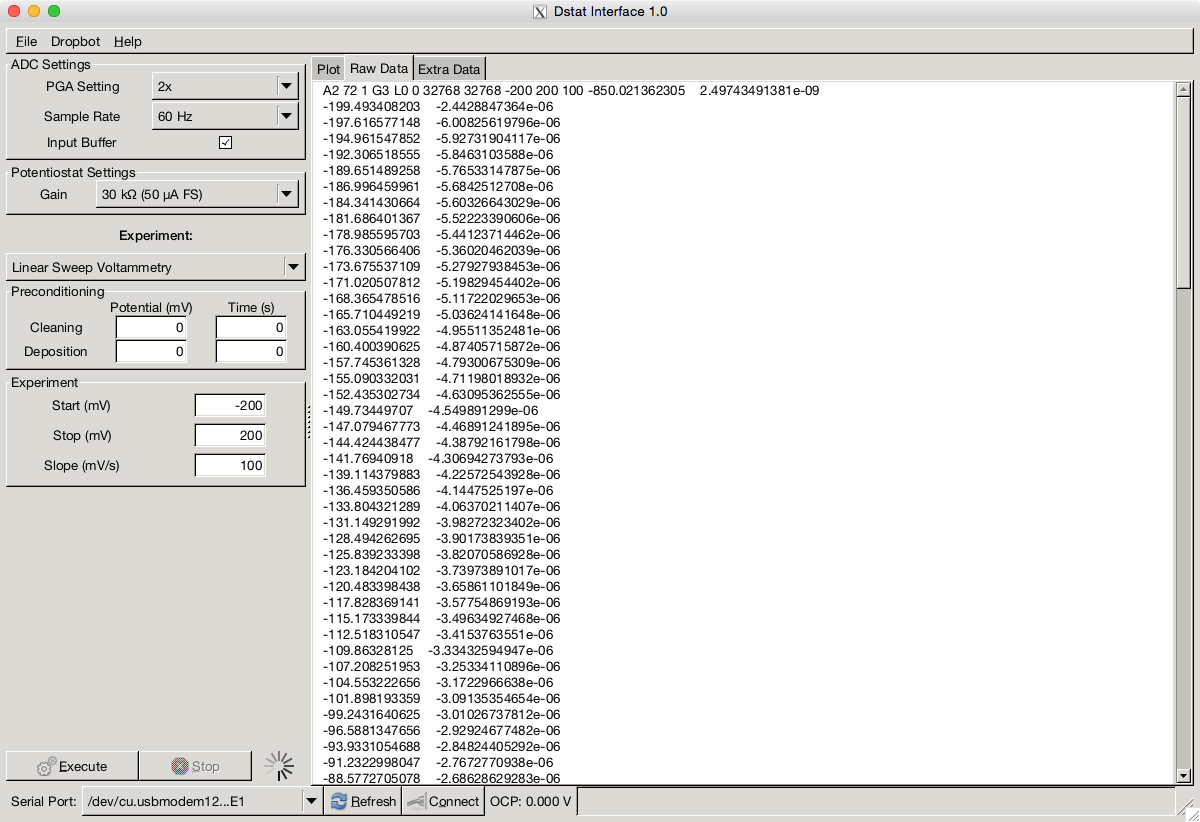 Dstat Interface 1.0
File Dropbot Help
ADC Settings
PGA Setting 2x
Sample Rate 60 Hz
Input Buffer
Potentiostat Settings
Gain 30 kΩ (50 µA FS)
Experiment:
Linear Sweep Voltammetry
Preconditioning
Potential (mV) Time (s)
Cleaning 0 0
Deposition 0 0
Experiment
Start (mV) -200
Stop (mV) 200
Slope (mV/s) 100
Execute Stop
Plot Raw Data Extra Data
A2 72 1 G3 L0 0 32768 32768 -200 200 100 -850.021362305 2.49743491381e-09
-199.493408203 -2.4428847364e-06
-197.616577148 -6.00825619796e-06
-194.961547852 -5.92731904117e-06
-192.306518555 -5.8463103588e-06
-189.651489258 -5.76533147875e-06
-186.996459961 -5.6842512708e-06
-184.341430664 -5.60326643029e-06
-181.686401367 -5.52223390606e-06
-178.985595703 -5.44123714462e-06
-176.330566406 -5.36020462039e-06
-173.675537109 -5.27927938453e-06
-171.020507812 -5.19829454402e-06
-168.365478516 -5.11722029653e-06
-165.710449219 -5.03624141648e-06
-163.055419922 -4.95511352481e-06
-160.400390625 -4.87405715872e-06
-157.745361328 -4.79300675309e-06
-155.090332031 -4.71198018932e-06
-152.435302734 -4.63095362555e-06
-149.73449707 -4.549891299e-06
-147.079467773 -4.46891241895e-06
-144.424438477 -4.38792161798e-06
-141.76940918 -4.30694273793e-06
-139.114379883 -4.22572543928e-06
-136.459350586 -4.1447525197e-06
-133.804321289 -4.06370211407e-06
-131.149291992 -3.98272323402e-06
-128.494262695 -3.90173839351e-06
-125.839233398 -3.82070586928e-06
-123.184204102 -3.73973891017e-06
-120.483398438 -3.65861101849e-06
-117.828369141 -3.57754869193e-06
-115.173339844 -3.49634927468e-06
-112.518310547 -3.4153763551e-06
-109.86328125 -3.33432594947e-06
-107.208251953 -3.25334110896e-06
-104.553222656 -3.1722966638e-06
-101.898193359 -3.09135354654e-06
-99.2431640625 -3.01026737812e-06
-96.5881347656 -2.92924677482e-06
-93.9331054688 -2.84824405292e-06
-91.2322998047 -2.7672770938e-06
-88.5772705078 -2.68628629283e-06
Serial Port: /dev/cu.usbmodem12...E1 Refresh Connect OCP: 0.000 V